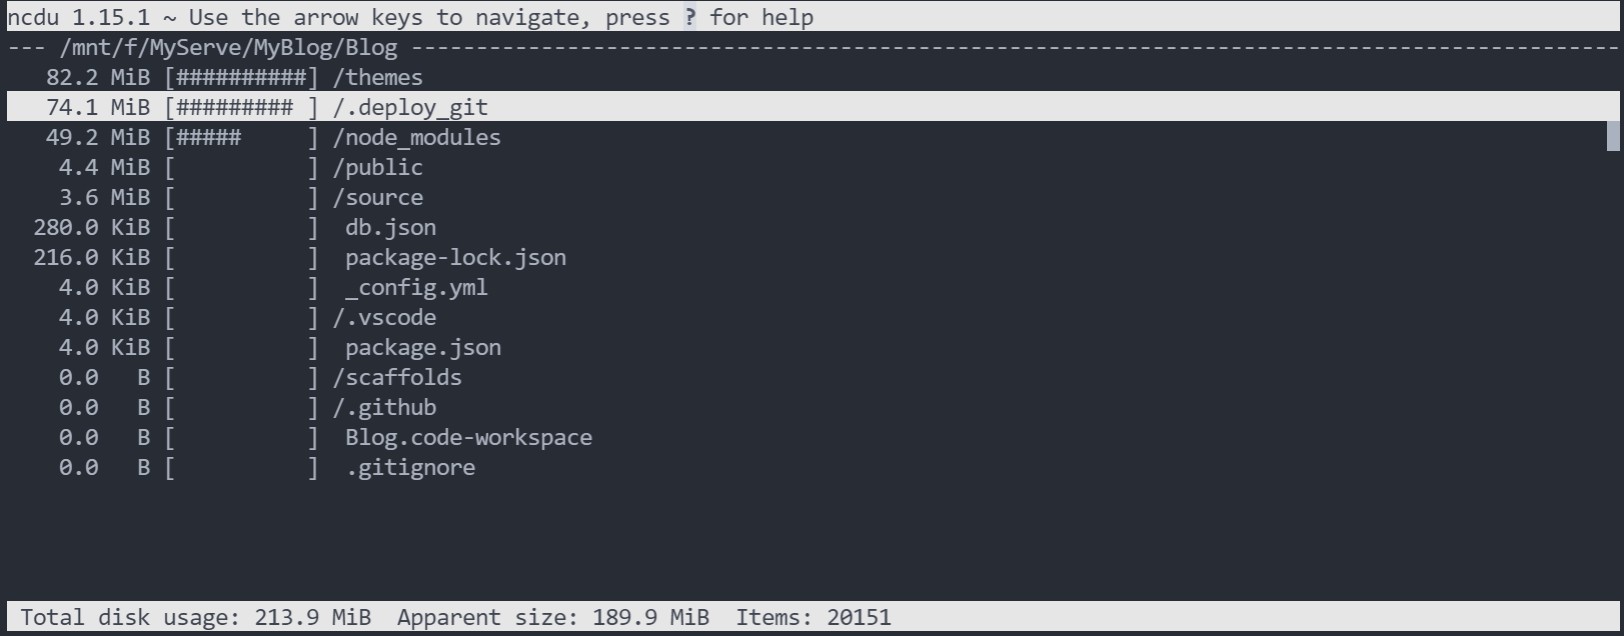 ncdu 1.15.1 ~ Use the arrow keys to navigate, press ? for help
--- /mnt/f/MyServe/MyBlog/Blog ---------------------------------------------------------------------------------------------
   82.2 MiB [##########] /themes
   74.1 MiB [######### ] /.deploy_git
   49.2 MiB [#####     ] /node_modules
    4.4 MiB [          ] /public
    3.6 MiB [          ] /source
  280.0 KiB [          ]  db.json
  216.0 KiB [          ]  package-lock.json
    4.0 KiB [          ]  _config.yml
    4.0 KiB [          ] /.vscode
    4.0 KiB [          ]  package.json
    0.0   B [          ] /scaffolds
    0.0   B [          ] /.github
    0.0   B [          ]  Blog.code-workspace
    0.0   B [          ]  .gitignore
 Total disk usage: 213.9 MiB  Apparent size: 189.9 MiB  Items: 20151